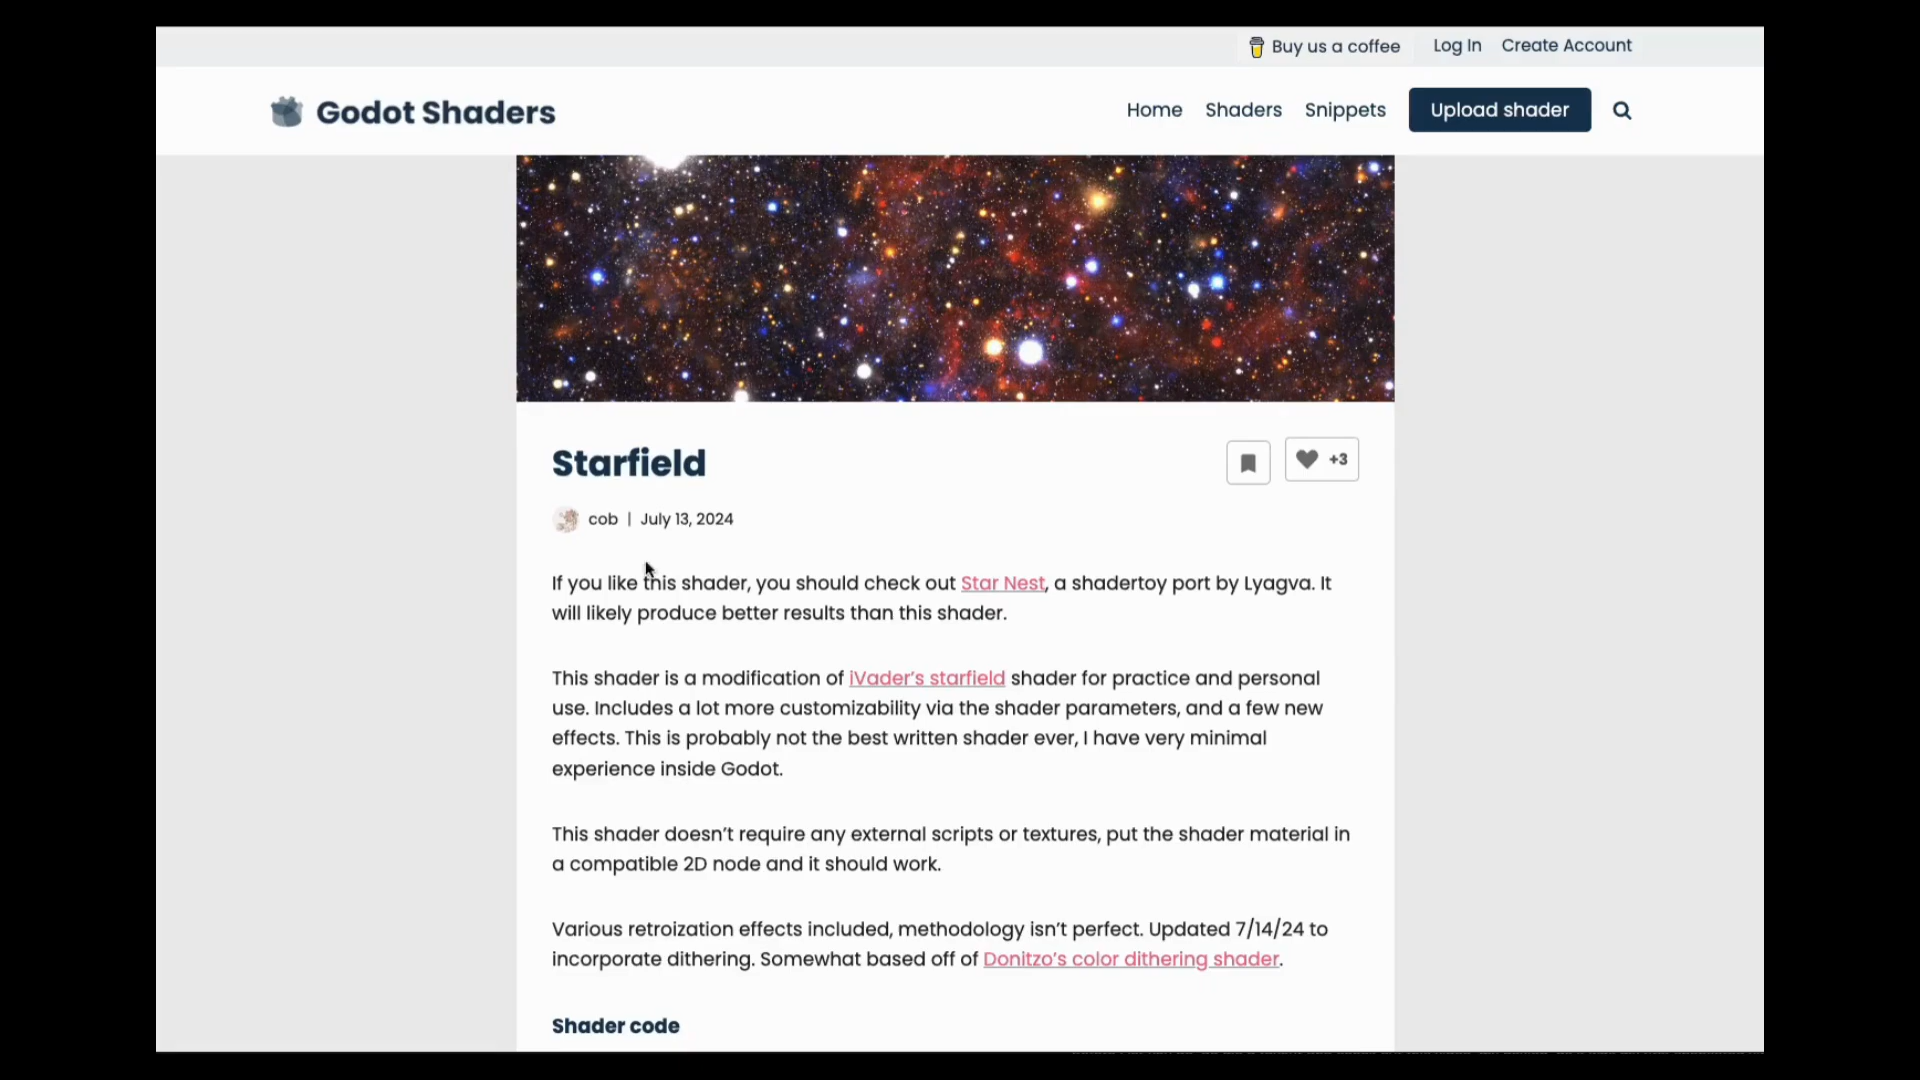 Buy us a coffee Log In Create Account
Godot Shaders Home Shaders Snippets Upload shader
Starfield
+3
cob | July 13, 2024
If you like this shader, you should check out Star Nest, a shadertoy port by Lyagva. It
will likely produce better results than this shader.
This shader is a modification of iVader’s starfield shader for practice and personal
use. Includes a lot more customizability via the shader parameters, and a few new
effects. This is probably not the best written shader ever, I have very minimal
experience inside Godot.
This shader doesn’t require any external scripts or textures, put the shader material in
a compatible 2D node and it should work.
Various retroization effects included, methodology isn’t perfect. Updated 7/14/24 to
incorporate dithering. Somewhat based off of Donitzo’s color dithering shader.
Shader code